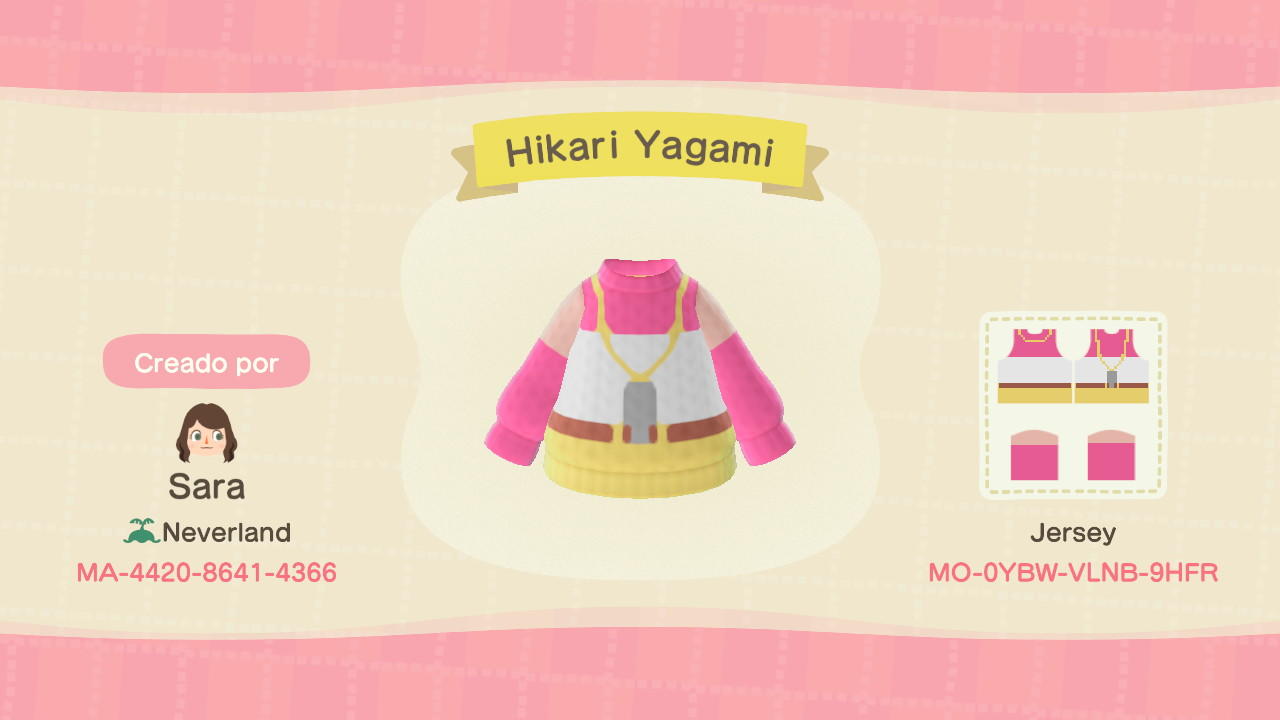 Hikari Yagami
Creado por
Sara
Neverland
MA-4420-8641-4366
Jersey
MO-0YBW-VLNB-9HFR